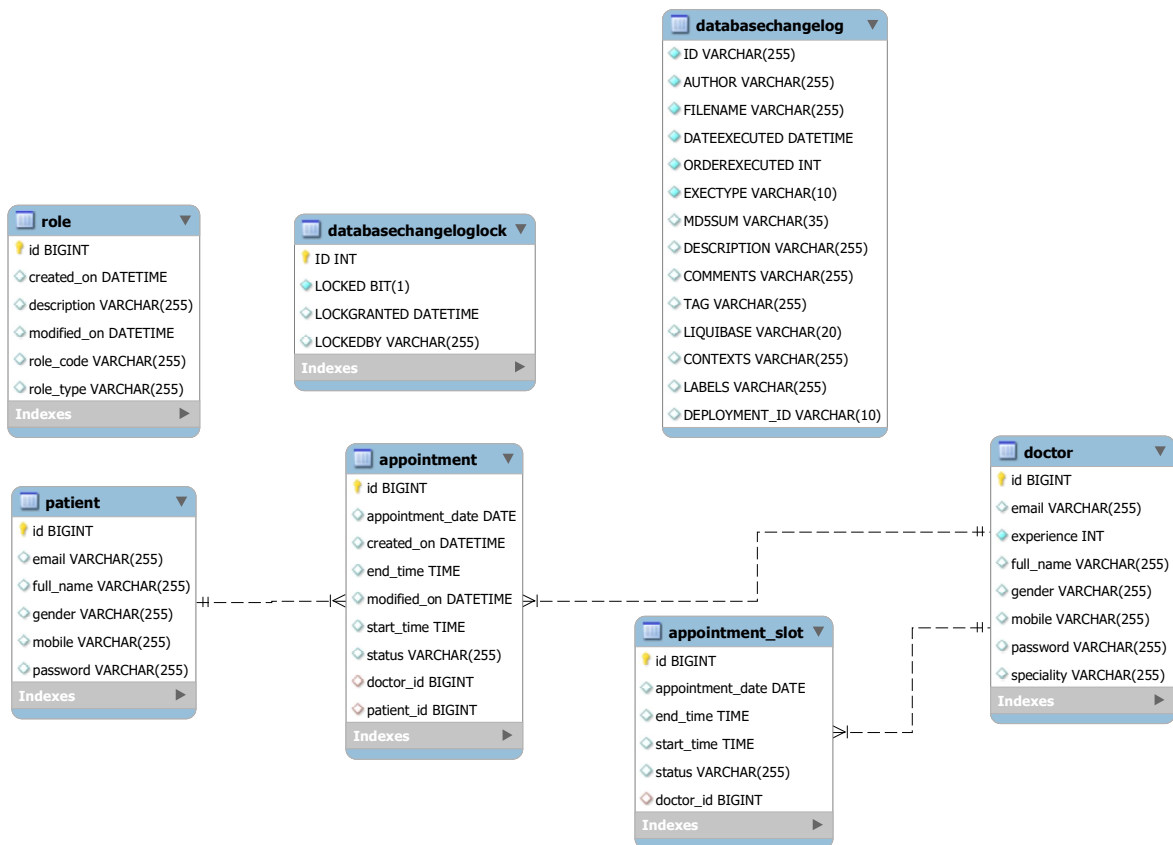 databasechangelog
ID VARCHAR(255)
AUTHOR VARCHAR(255)
FILENAME VARCHAR(255)
DATEEXECUTED DATETIME
ORDEREXECUTED INT
EXECTYPE VARCHAR(10)
MD5SUM VARCHAR(35)
DESCRIPTION VARCHAR(255)
COMMENTS VARCHAR(255)
TAG VARCHAR(255)
LIQUIBASE VARCHAR(20)
CONTEXTS VARCHAR(255)
LABELS VARCHAR(255)
DEPLOYMENT_ID VARCHAR(10)
role
id BIGINT
created_on DATETIME
description VARCHAR(255)
modified_on DATETIME
role_code VARCHAR(255)
role_type VARCHAR(255)
Indexes
databasechangeloglock
ID INT
LOCKED BIT(1)
LOCKGRANTED DATETIME
LOCKEDBY VARCHAR(255)
Indexes
patient
id BIGINT
email VARCHAR(255)
full_name VARCHAR(255)
gender VARCHAR(255)
mobile VARCHAR(255)
password VARCHAR(255)
Indexes
appointment
id BIGINT
appointment_date DATE
created_on DATETIME
end_time TIME
modified_on DATETIME
start_time TIME
status VARCHAR(255)
doctor_id BIGINT
patient_id BIGINT
Indexes
appointment_slot
id BIGINT
appointment_date DATE
end_time TIME
start_time TIME
status VARCHAR(255)
doctor_id BIGINT
Indexes
doctor
id BIGINT
email VARCHAR(255)
experience INT
full_name VARCHAR(255)
gender VARCHAR(255)
mobile VARCHAR(255)
password VARCHAR(255)
speciality VARCHAR(255)
Indexes